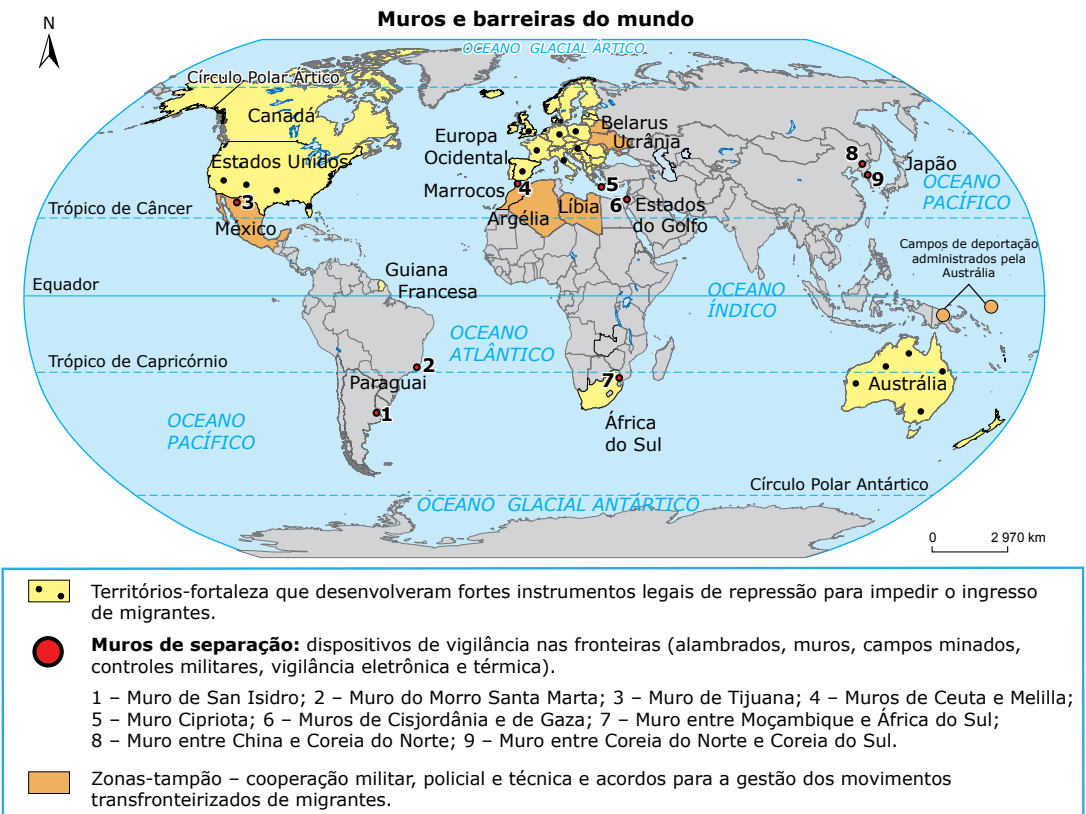 Muros e barreiras do mundo
N
OCEANO GLACIAL ÁRTICO
Círculo Polar Ártico
Canadá
Belarus
Europa
Ocidental
Ucrânia
Estados Unidos
8
Japão
9
OCEANO
PACÍFICO
Marrocos
4
5
3
6
Estados
do Golfo
Trópico de Câncer
Argélia
Líbia
México
Campos de deportação
administrados pela
Austrália
Guiana
Francesa
Equador
OCEANO
ÍNDICO
OCEANO
ATLÂNTICO
Trópico de Capricórnio
2
Paraguai
7
Austrália
1
OCEANO
PACÍFICO
África
do Sul
Círculo Polar Antártico
OCEANO GLACIAL ANTÁRTICO
0 2 970 km
Territórios-fortaleza que desenvolveram fortes instrumentos legais de repressão para impedir o ingresso
de migrantes.
Muros de separação: dispositivos de vigilância nas fronteiras (alambrados, muros, campos minados,
controles militares, vigilância eletrônica e térmica).
1 – Muro de San Isidro; 2 – Muro do Morro Santa Marta; 3 – Muro de Tijuana; 4 – Muros de Ceuta e Melilla;
5 – Muro Cipriota; 6 – Muros de Cisjordânia e de Gaza; 7 – Muro entre Moçambique e África do Sul;
8 – Muro entre China e Coreia do Norte; 9 – Muro entre Coreia do Norte e Coreia do Sul.
Zonas-tampão – cooperação militar, policial e técnica e acordos para a gestão dos movimentos
transfronteirizados de migrantes.